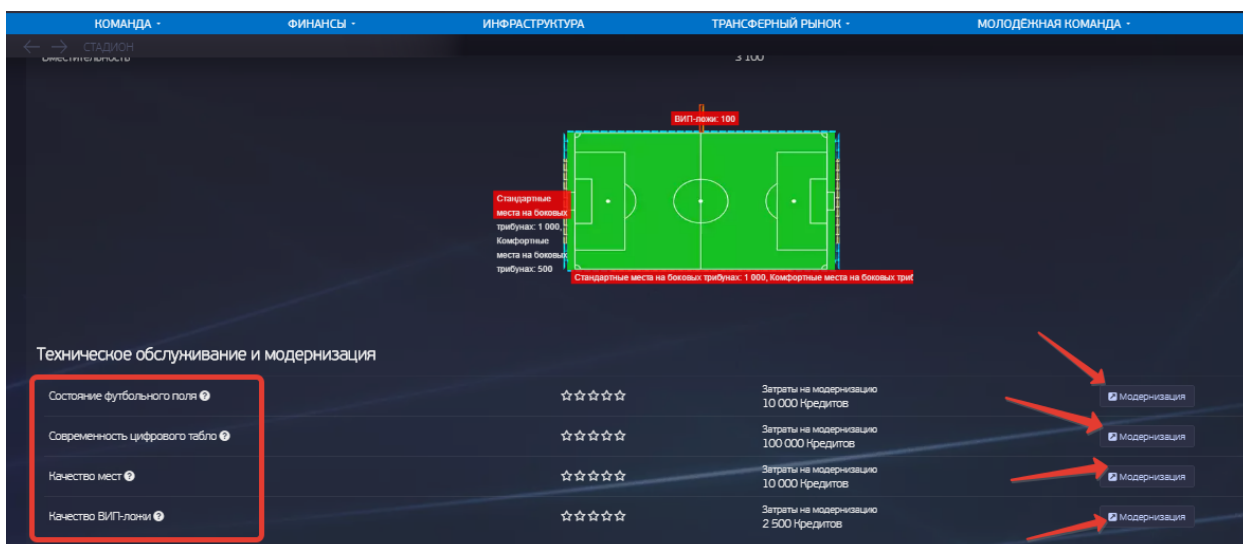 КОМАНДА
ФИНАНСЫ
ИНФРАСТРУКТУРА
ТРАНСФЕРНЫЙ РЫНОК
МОЛОДЁЖНАЯ КОМАНДА
СТАДИОН
Вместительность
3 100
ВИП-ложи: 100
Стандартные
места на боковых
трибунах: 1 000,
Комфортные
места на боковых
трибунах: 500
Стандартные места на боковых трибунах: 1 000, Комфортные места на боковых триб
Техническое обслуживание и модернизация
Состояние футбольного поля
Затраты на модернизацию
10 000 Кредитов
Модернизация
Современность цифрового табло
Затраты на модернизацию
100 000 Кредитов
Модернизация
Качество мест
Затраты на модернизацию
10 000 Кредитов
Модернизация
Качество ВИП-ложи
Затраты на модернизацию
2 500 Кредитов
Модернизация